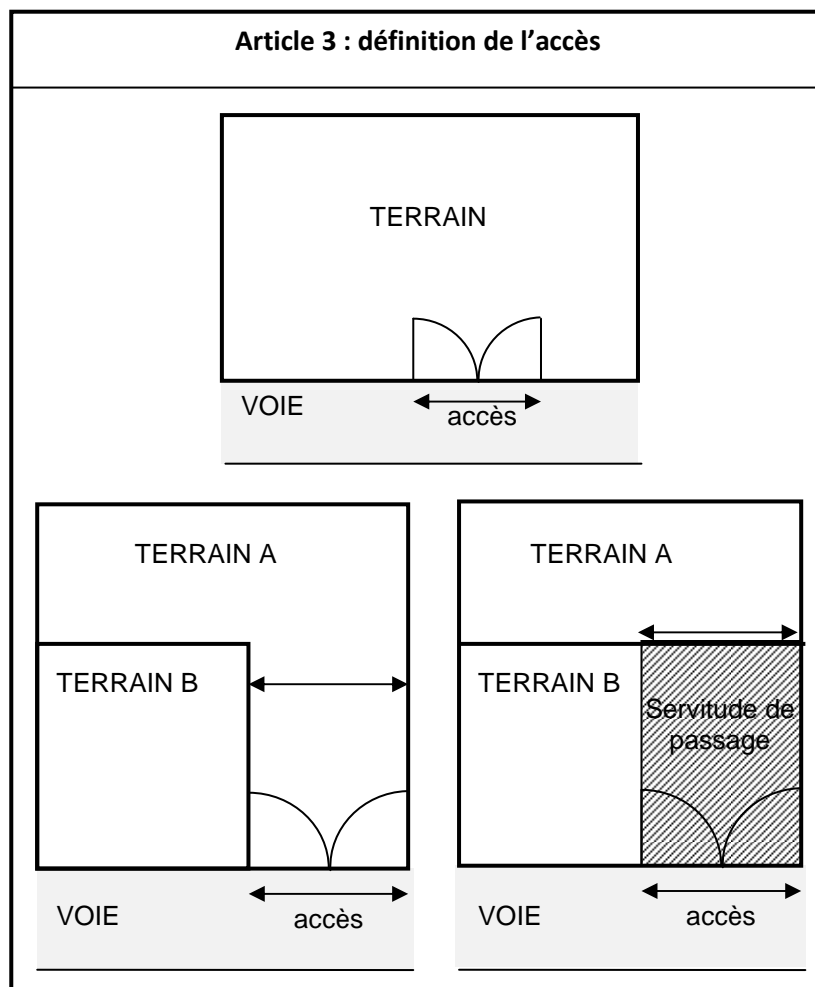 Article 3 : définition de l'accès
TERRAIN
VOIE
accès
TERRAIN A
TERRAIN B
VOIE
accès
TERRAIN A
TERRAIN B
Servitude de
passage
accès
VOIE